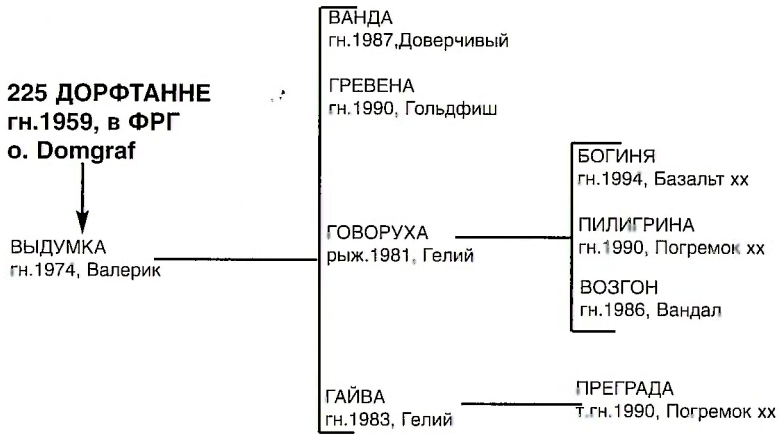 225 ДОРФТАННЕ
гн.1959, в ФРГ
о. Domgraf
ВЫДУМКА
гн.1974, Валерик
ВАНДА
гн.1987,Доверчивый
ГРЕВЕНА
гн.1990, Гольдфиш
ГОВОРУХА
рыж.1981, Гелий
БОГИНЯ
гн.1994, Базальт хх
ПИЛИГРИНА
гн.1990, Погремок хх
ВОЗГОН
гн.1986, Вандал
ГАЙВА
гн.1983, Гелий
ПРЕГРАДА
т.гн.1990, Погремок хх